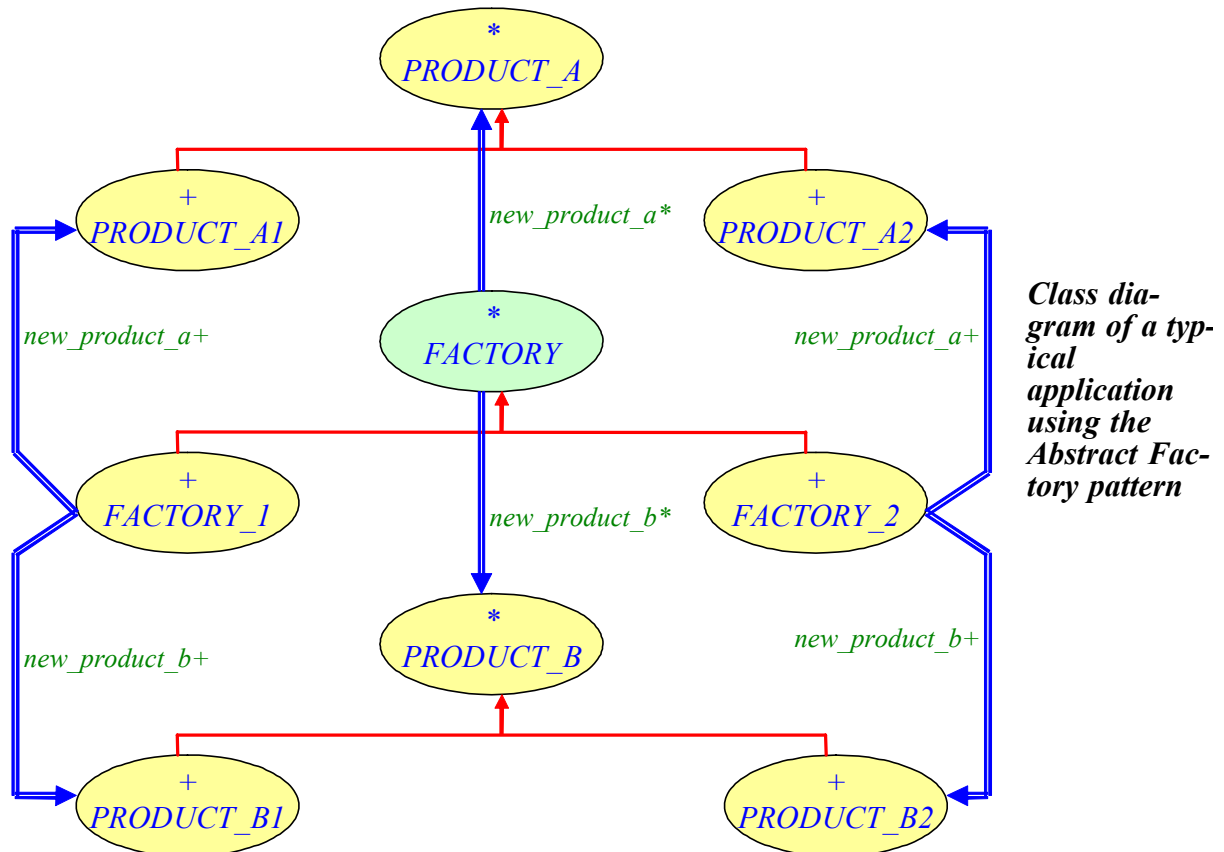 *
PRODUCT_A
+
PRODUCT_A1
new_product_a*
+
PRODUCT_A2
new_product_a+
*
FACTORY
new_product_a+
Class dia-
gram of a typ-
ical
application
using the
Abstract Fac-
tory pattern
+
FACTORY_1
new_product_b*
+
FACTORY_2
new_product_b+
*
PRODUCT_B
new_product_b+
+
PRODUCT_B1
+
PRODUCT_B2